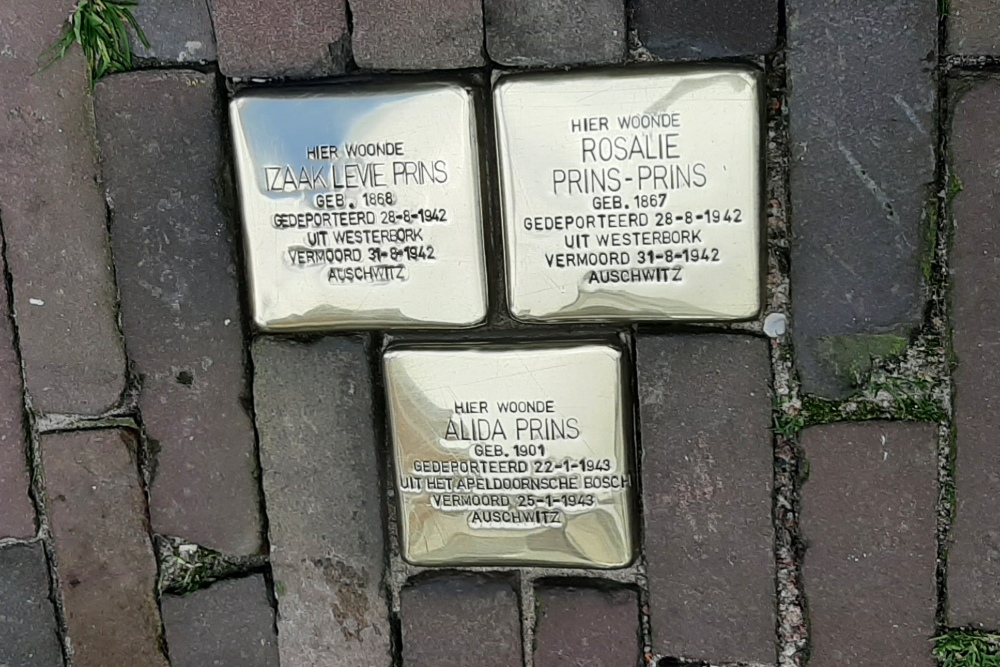 HIER WOONDE
IZAAK LEVIE PRINS
GEB. 1868
GEDEPORTEERD 28-8-1942
UIT WESTERBORK
VERMOORD 31-8-1942
AUSCHWITZ
HIER WOONDE
ROSALIE
PRINS-PRINS
GEB. 1867
GEDEPORTEERD 28-8-1942
UIT WESTERBORK
VERMOORD 31-8-1942
AUSCHWITZ
HIER WOONDE
ALIDA PRINS
GEB. 1901
GEDEPORTEERD 22-1-1943
UIT HET APELDOORNSCHE BOSCH
VERMOORD 25-1-1943
AUSCHWITZ